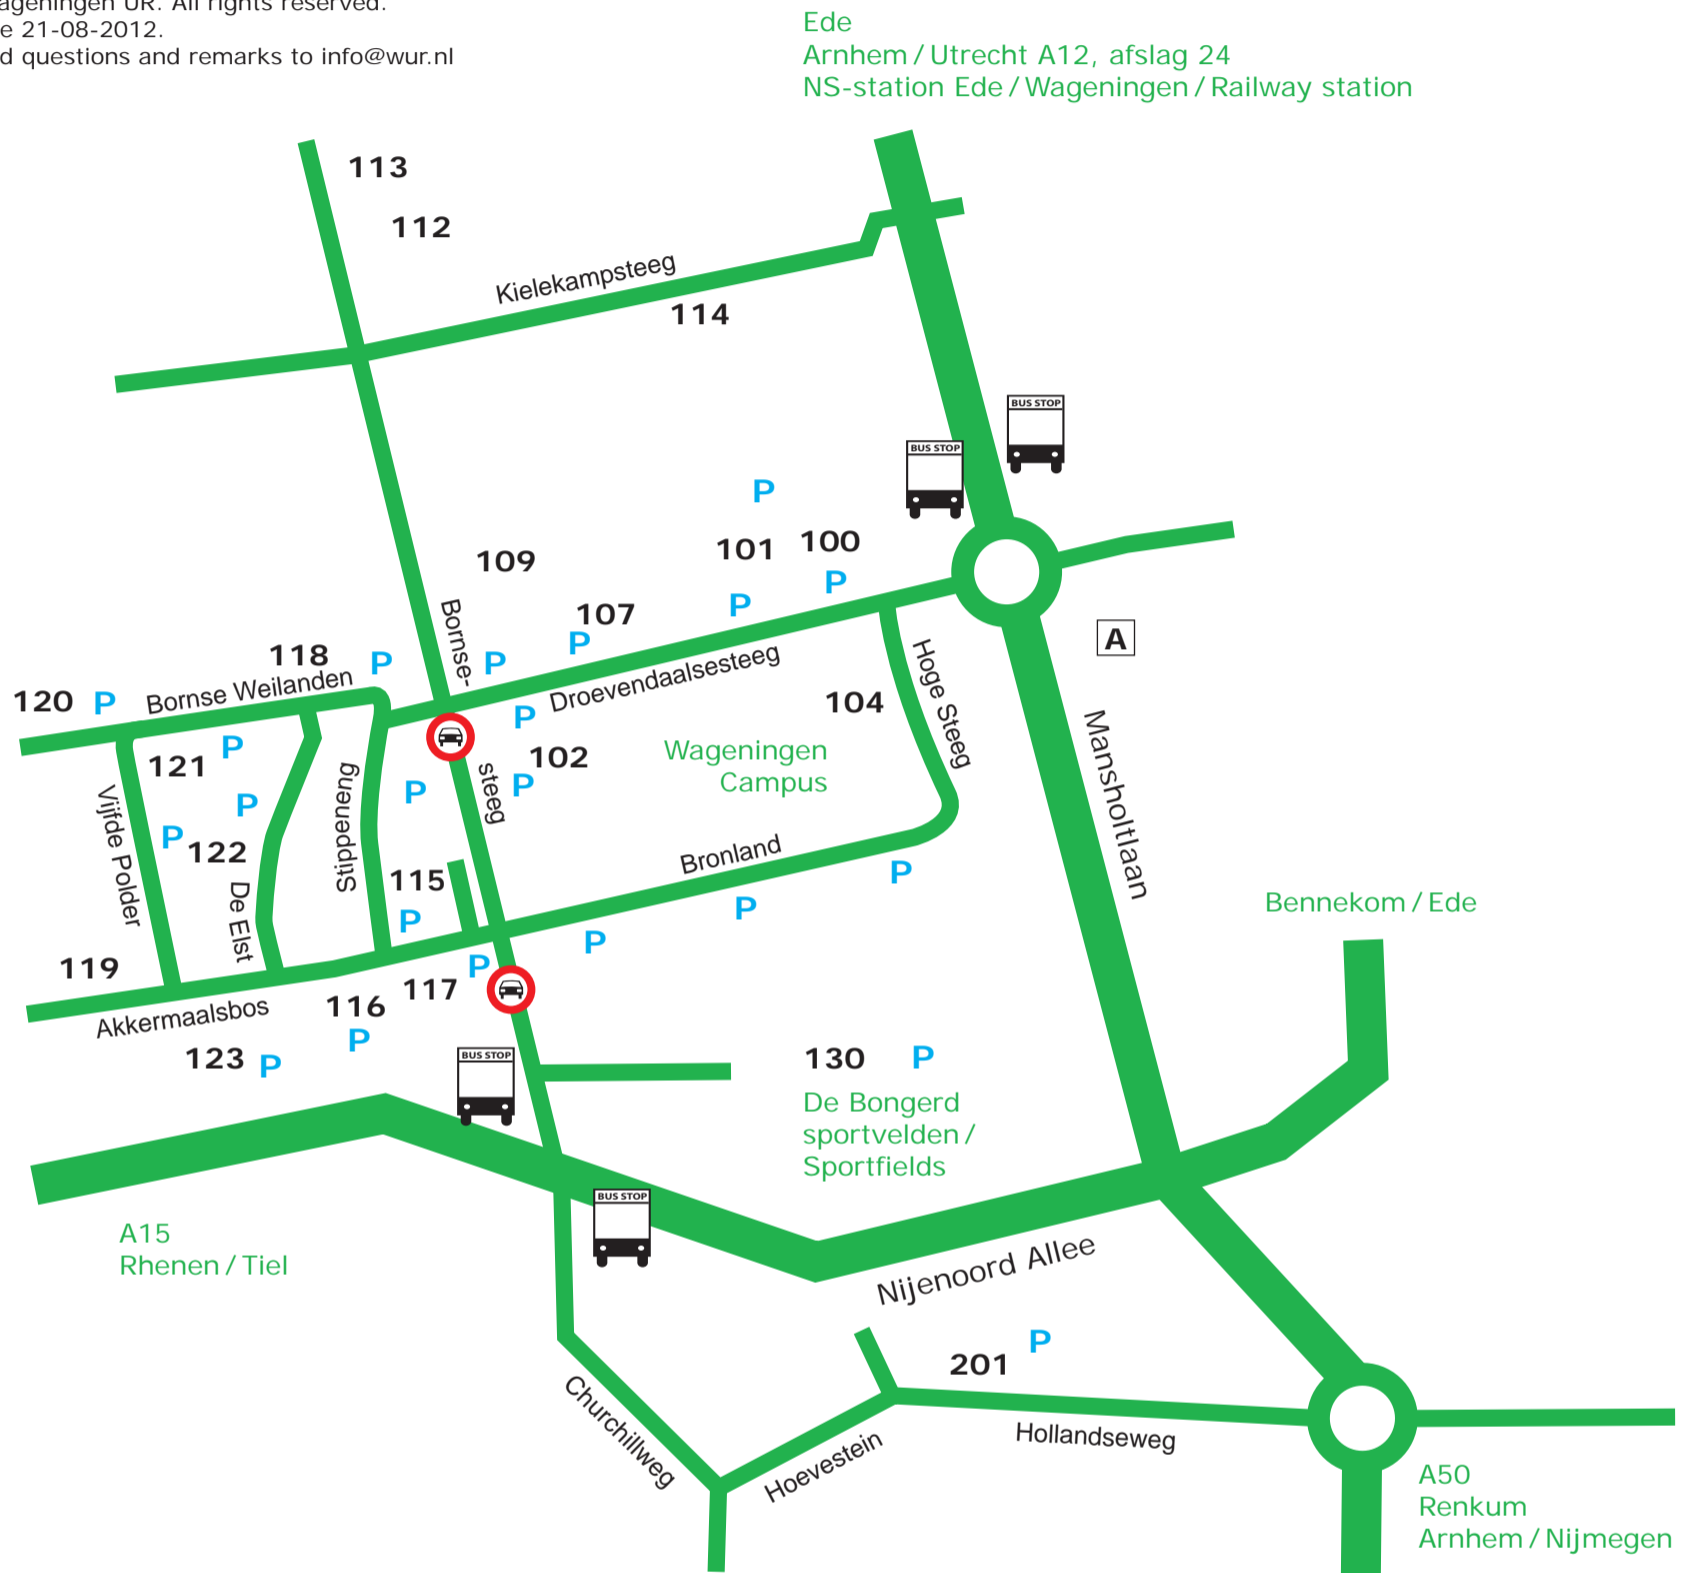 ageningen UR. All rights reserved.
e 21-08-2012.
d questions and remarks to info@wur.nl
Ede
Arnhem / Utrecht A12, afslag 24
NS-station Ede / Wageningen / Railway station
113
112
Kielekampsteeg
114
BUS STOP
BUS STOP
P
101
100
109
P
P
107
P
Bornse-
A
118
P
P
Droevendaalsesteeg
Hoge Steeg
Bornse Weilanden
120
P
104
P
Mansholtlaan
121
P
102
Wageningen
Campus
steeg
P
P
P
Vijfde Polder
P
122
Stippeneng
115
Bronland
P
De Elst
P
P
P
Bennekom / Ede
119
P
117
116
Akkermaalsbos
P
123
P
BUS STOP
130
P
De Bongerd
sportvelden /
Sportfields
BUS STOP
A15
Rhenen / Tiel
Nijenoord Allee
P
201
Churchillweg
Hoevestein
Hollandseweg
A50
Renkum
Arnhem / Nijmegen